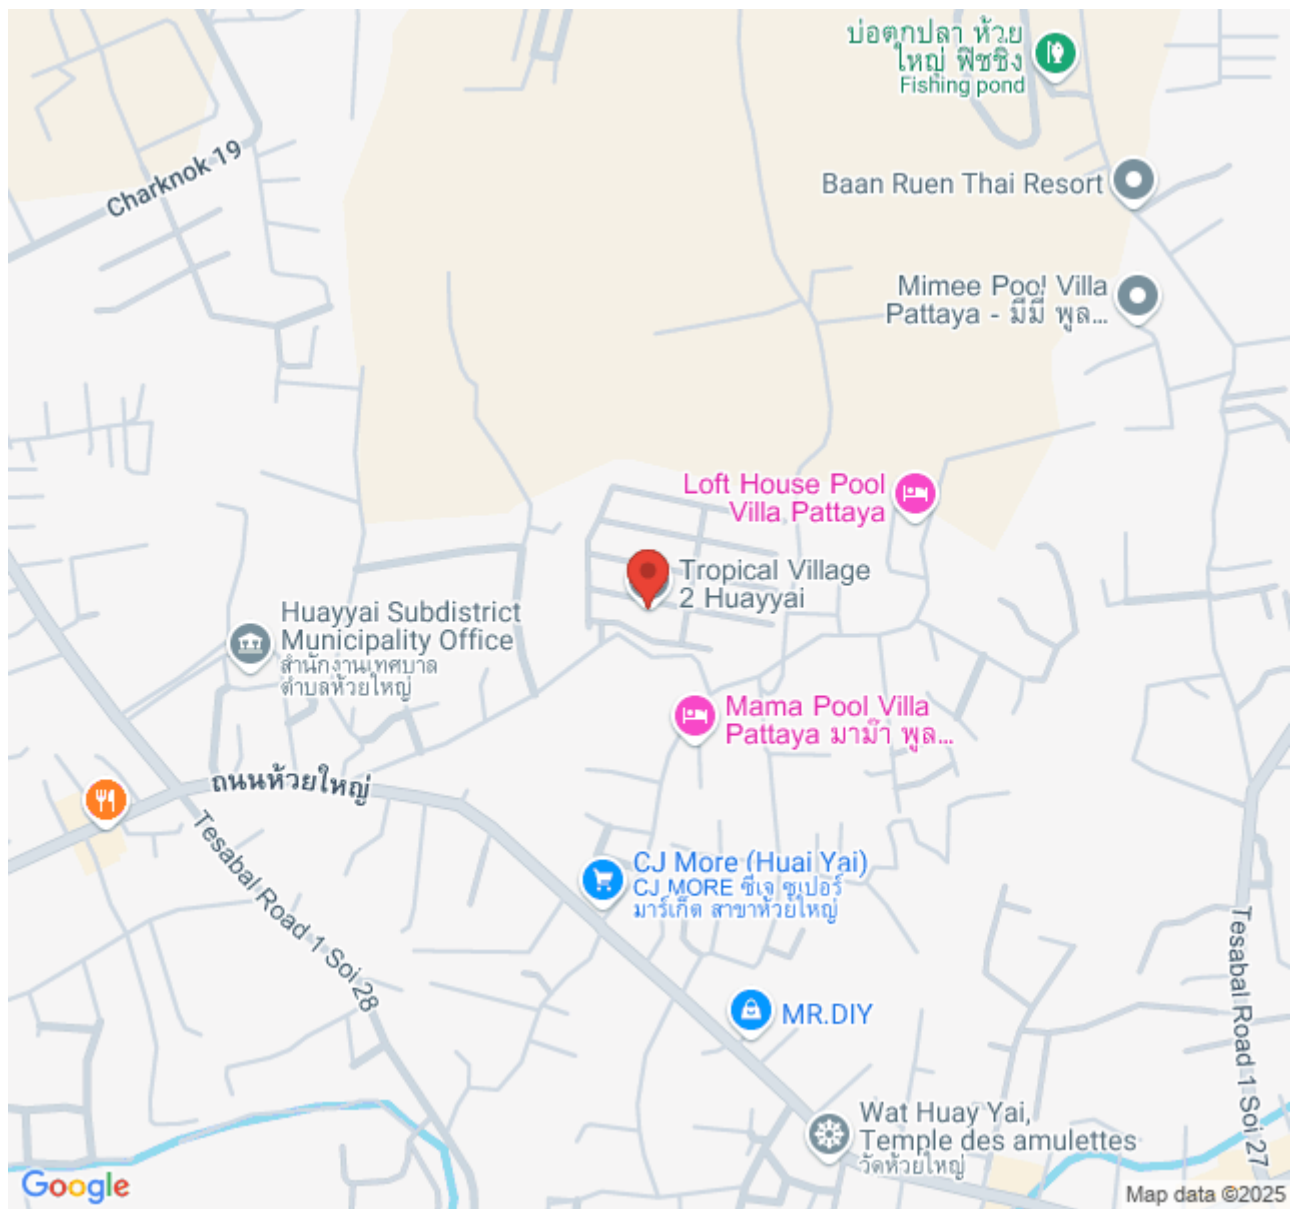 บ่อตกปลา ห้วย
ใหญ่ ฟิชชิ่ง
Fishing pond
Charknok 19
Baan Ruen Thai Resort
Mimee Pool Villa
Pattaya - มีมี่ พูล...
Loft House Pool
Villa Pattaya
Tropical Village
2 Huayyai
Huayyai Subdistrict
Municipality Office
สำนักงานเทศบาล
ตำบลห้วยใหญ่
Mama Pool Villa
Pattaya มาม๊า พูล...
ถนนห้วยใหญ่
Tesabal Road 1 Soi 28
CJ More (Huai Yai)
CJ MORE ซีเจ ซูเปอร์
มาร์เก็ต สาขาห้วยใหญ่
Tesabal Road 1 Soi 27
MR.DIY
Wat Huay Yai,
Temple des amulettes
วัดห้วยใหญ่
Google
Map data ©2025